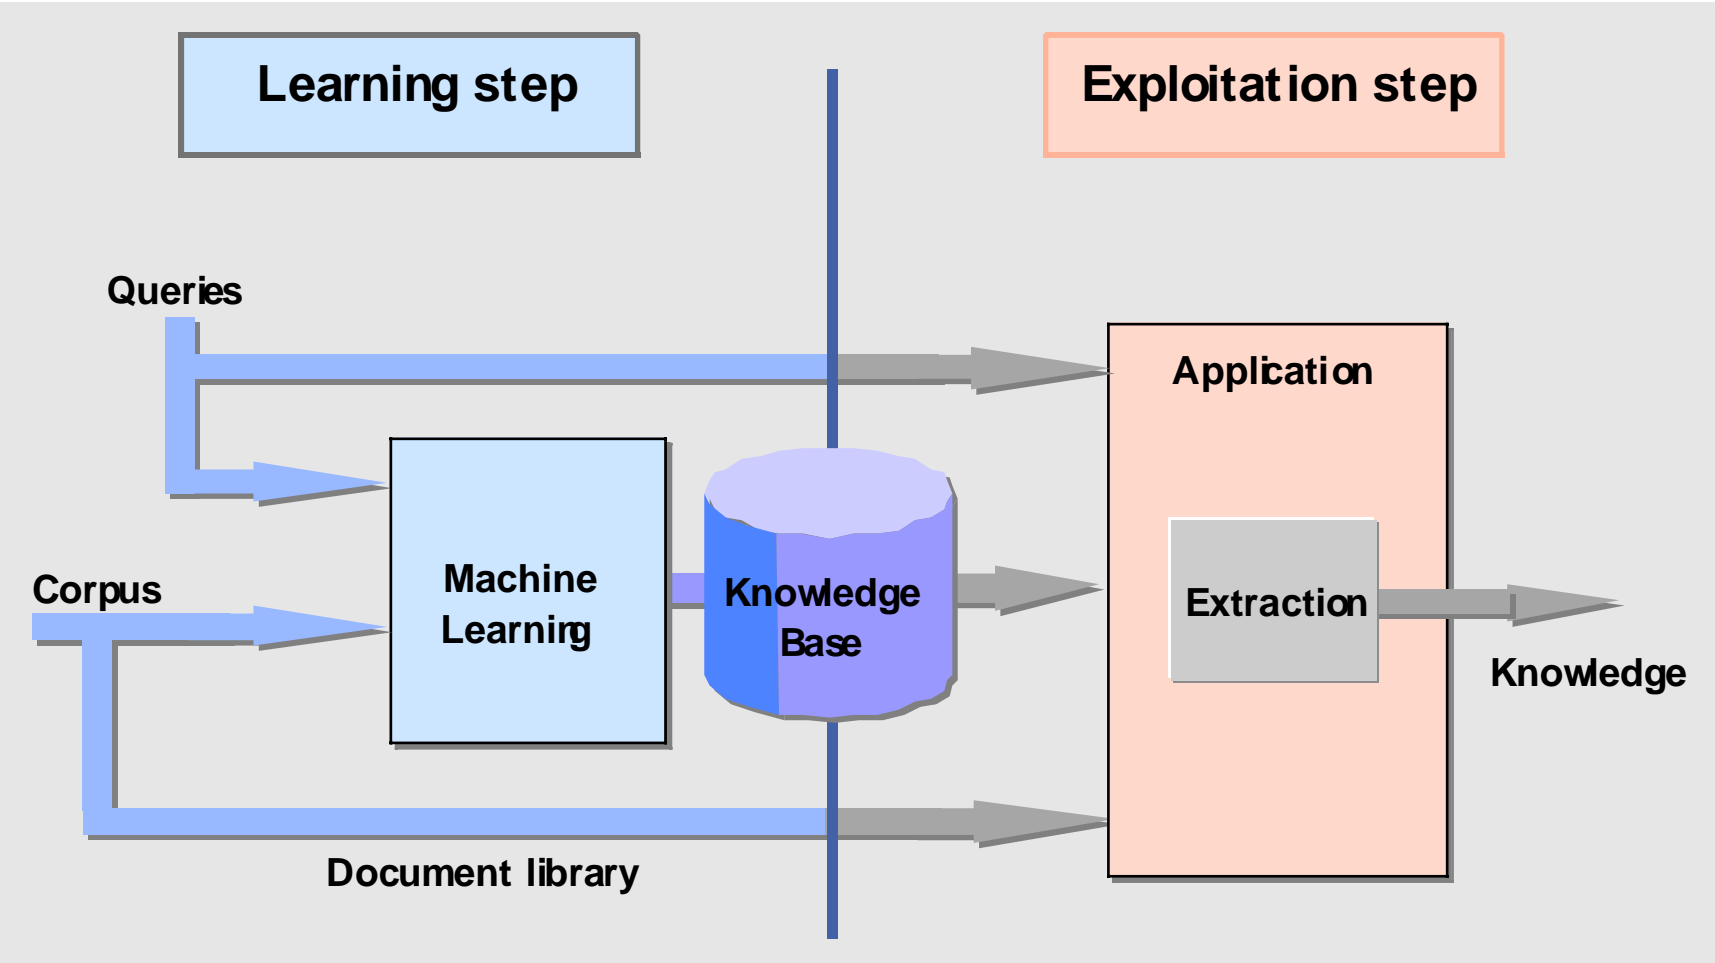 Learning step
Exploitation step
Queries
Application
Corpus
Machine
Learning
Knowledge
Base
Extraction
Knowledge
Document library